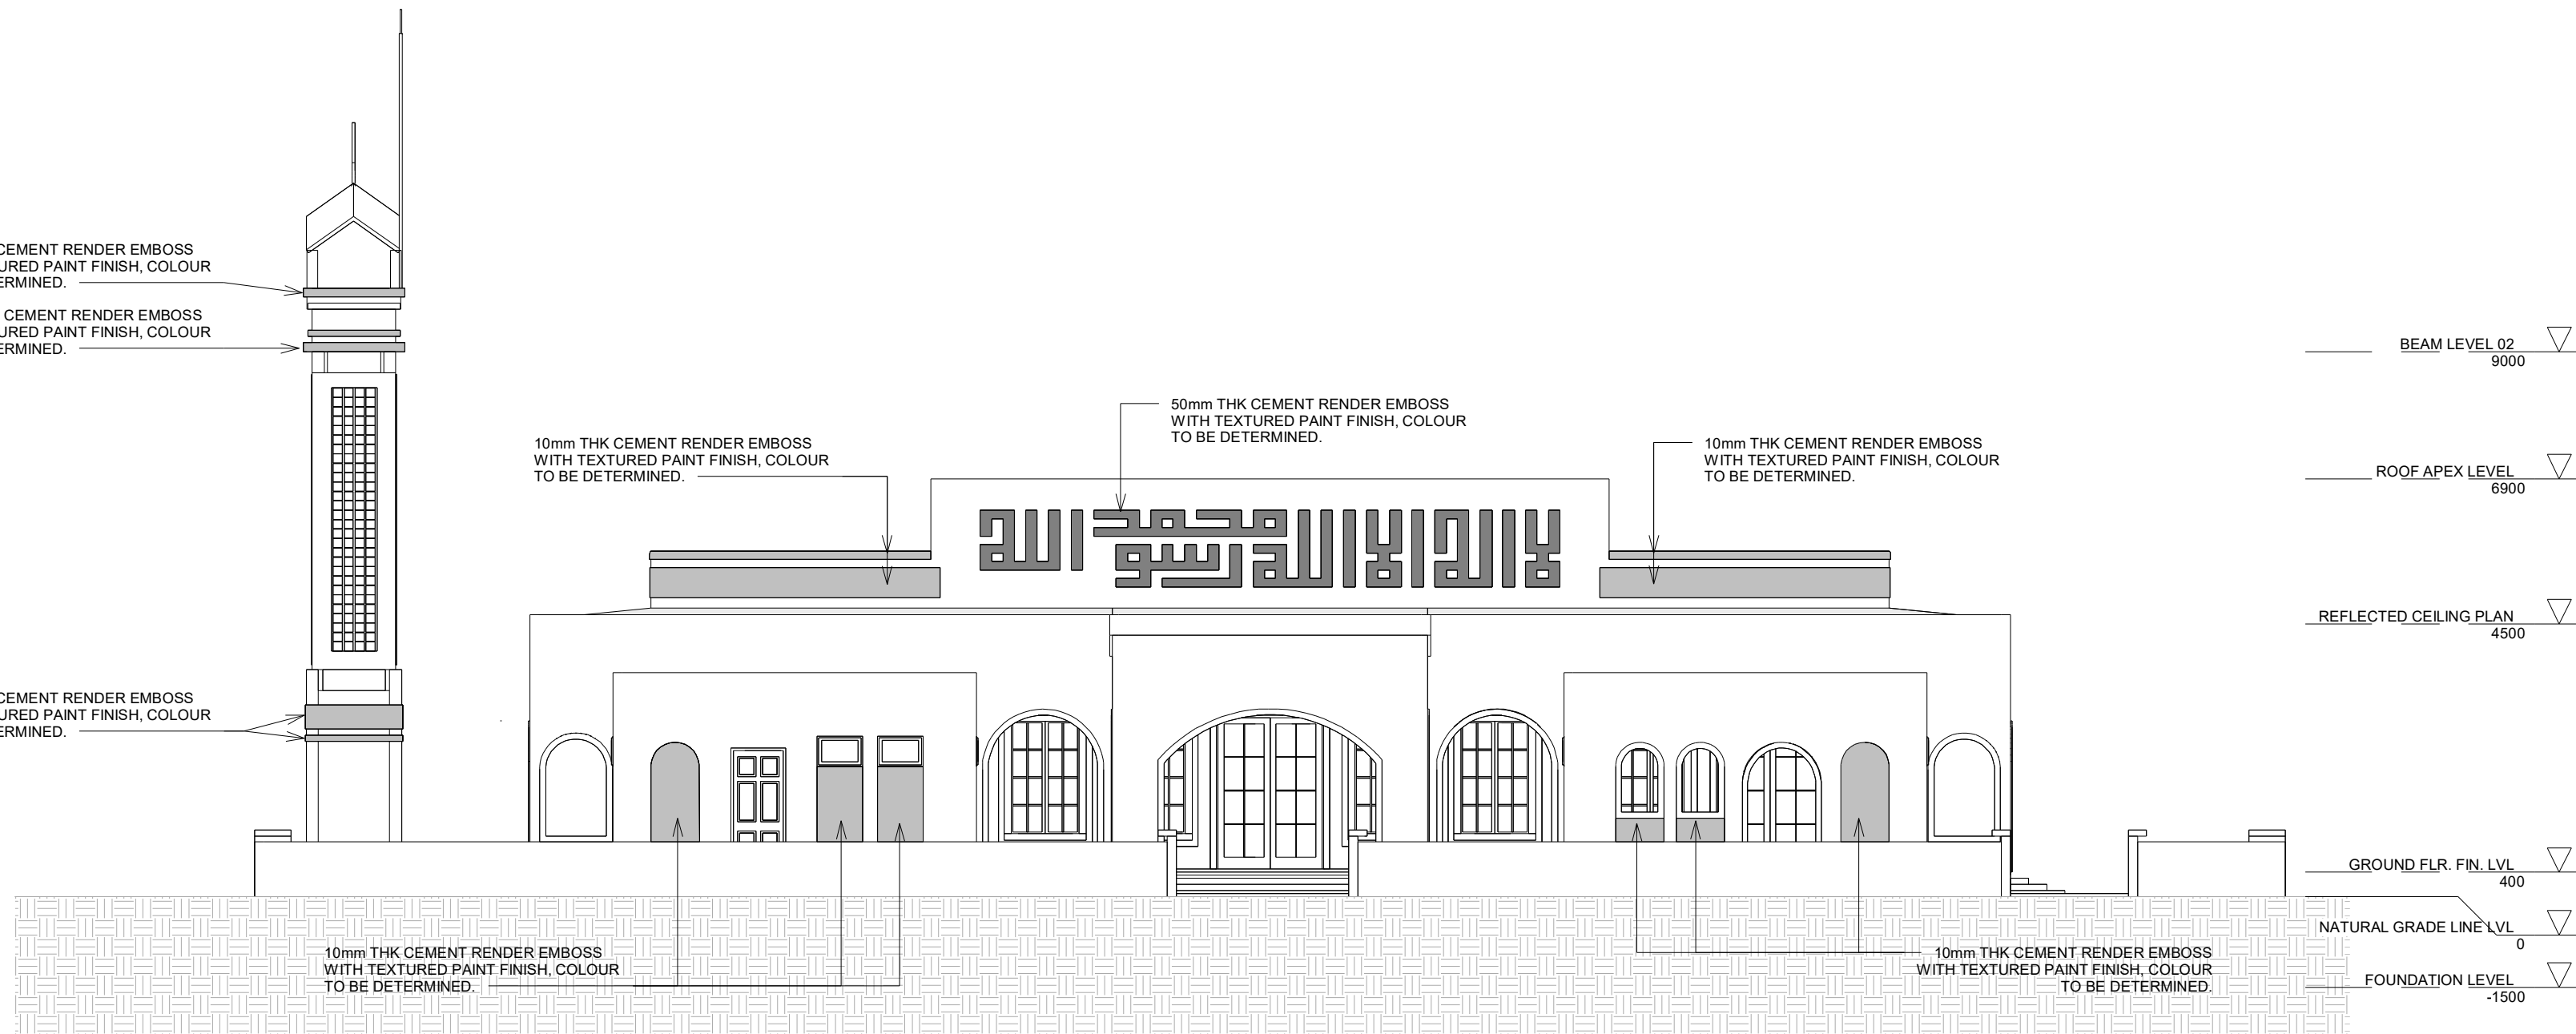 CEMENT RENDER EMBOSS
URED PAINT FINISH, COLOUR
ERMINED.
CEMENT RENDER EMBOSS
URED PAINT FINISH, COLOUR
ERMINED.
CEMENT RENDER EMBOSS
URED PAINT FINISH, COLOUR
ERMINED.
10mm THK CEMENT RENDER EMBOSS
WITH TEXTURED PAINT FINISH, COLOUR
TO BE DETERMINED.
50mm THK CEMENT RENDER EMBOSS
WITH TEXTURED PAINT FINISH, COLOUR
TO BE DETERMINED.
10mm THK CEMENT RENDER EMBOSS
WITH TEXTURED PAINT FINISH, COLOUR
TO BE DETERMINED.
لا اله الا الله محمد رسول الله
BEAM LEVEL 02
9000
ROOF APEX LEVEL
6900
REFLECTED CEILING PLAN
4500
GROUND FLR. FIN. LVL
400
NATURAL GRADE LINE LVL
0
FOUNDATION LEVEL
-1500
10mm THK CEMENT RENDER EMBOSS
WITH TEXTURED PAINT FINISH, COLOUR
TO BE DETERMINED.
10mm THK CEMENT RENDER EMBOSS
WITH TEXTURED PAINT FINISH, COLOUR
TO BE DETERMINED.